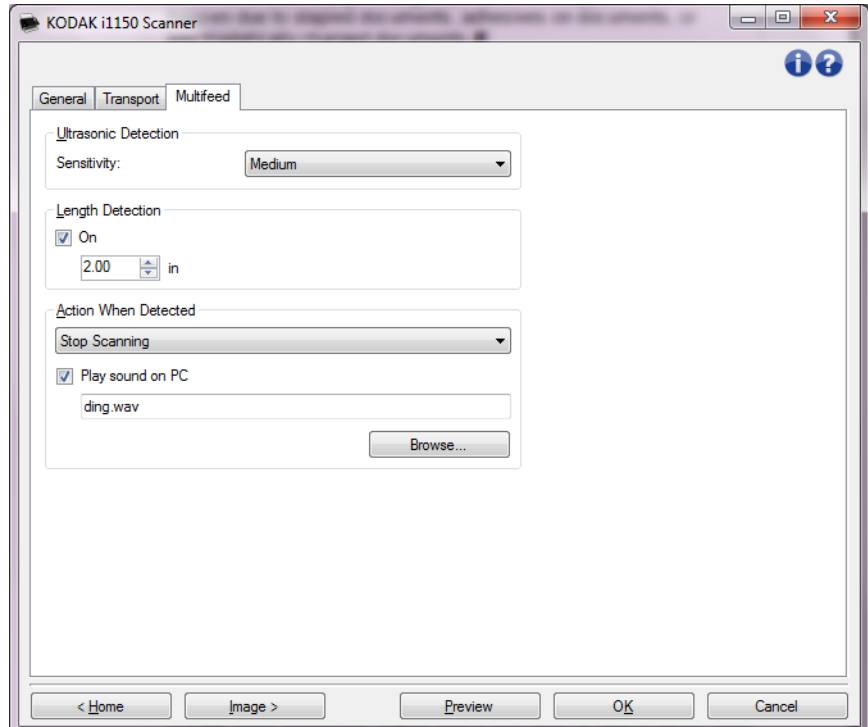 KODAK i1150 Scanner
General Transport Multifeed
Ultrasonic Detection
Sensitivity: Medium
Length Detection
On
2.00 in
Action When Detected
Stop Scanning
Play sound on PC
ding.wav
Browse...
< Home Image > Preview OK Cancel